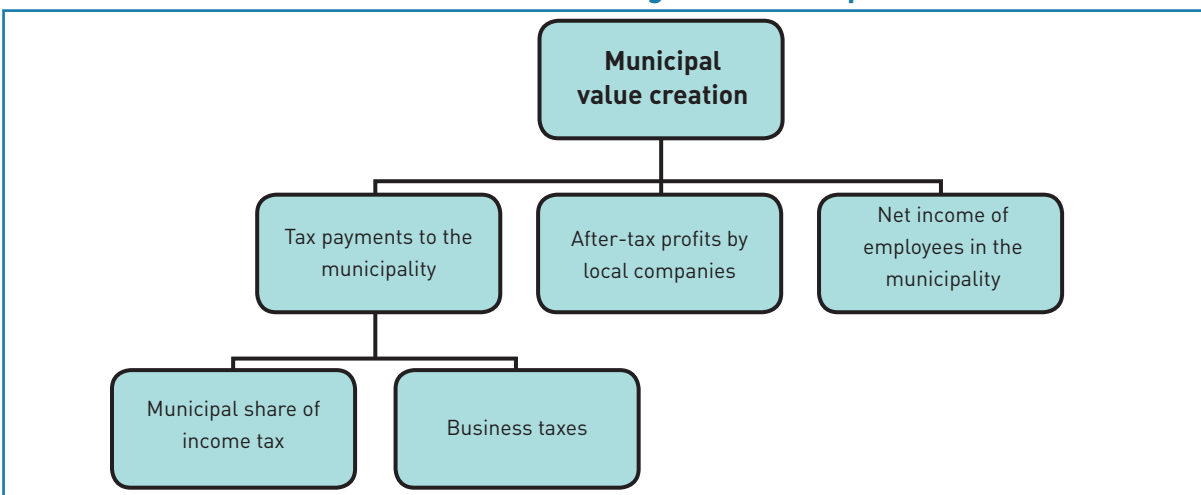 Municipal
value creation
Tax payments to the
municipality
After-tax profits by
local companies
Net income of
employees in the
municipality
Municipal share of
income tax
Business taxes